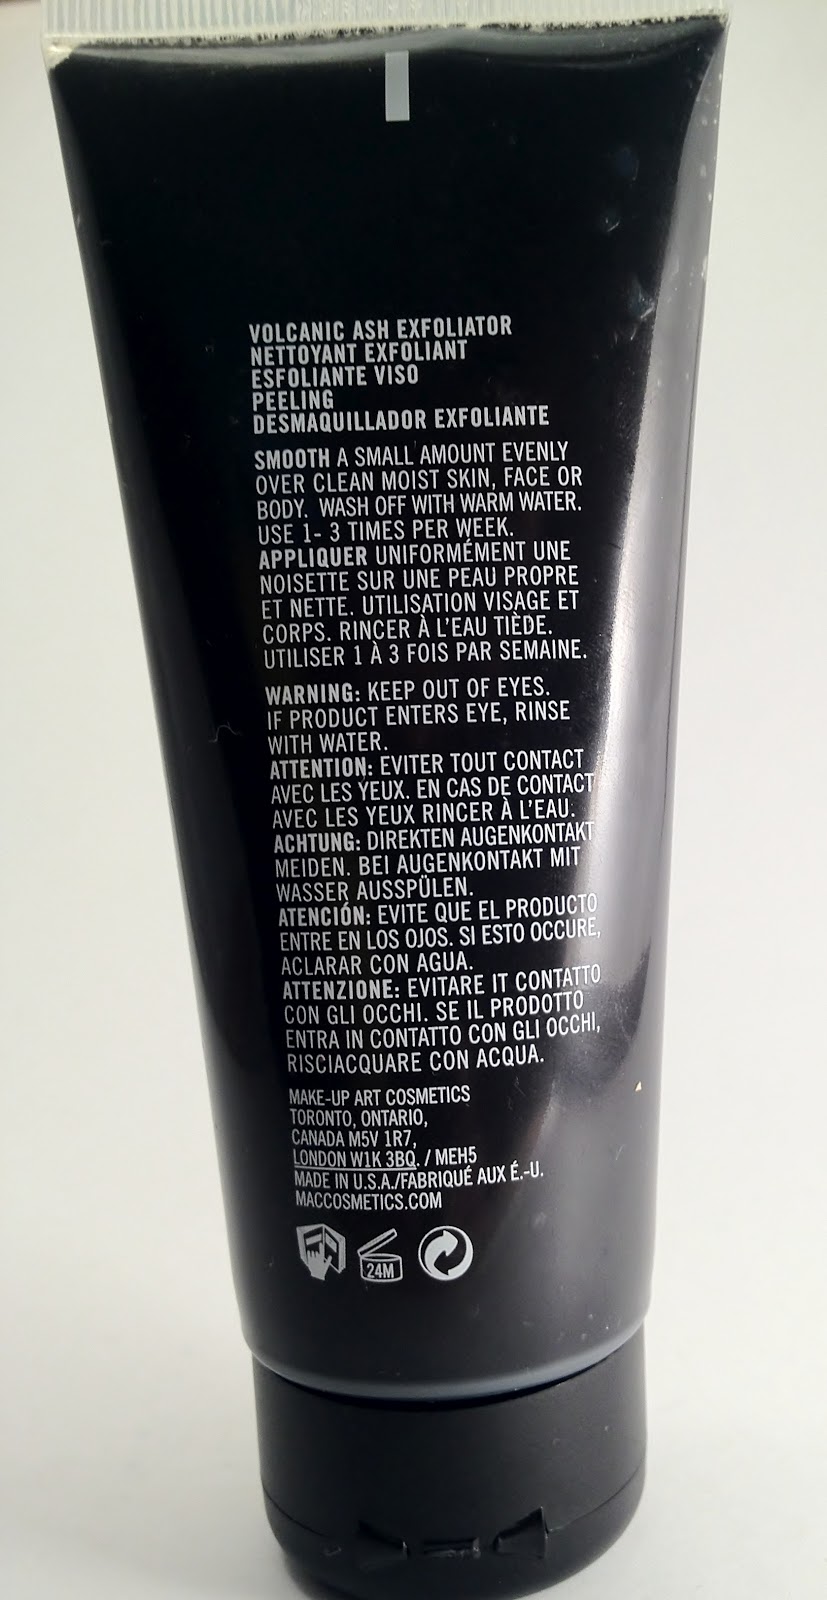 VOLCANIC ASH EXFOLIATOR
NETTOYANT EXFOLIANT
ESFOLIANTE VISO
PEELING
DESMAQUILLADOR EXFOLIANTE
SMOOTH A SMALL AMOUNT EVENLY
OVER CLEAN MOIST SKIN, FACE OR
BODY. WASH OFF WITH WARM WATER.
USE 1- 3 TIMES PER WEEK.
APPLIQUER UNIFORMÉMENT UNE
NOISETTE SUR UNE PEAU PROPRE
ET NETTE. UTILISATION VISAGE ET
CORPS. RINCER À L'EAU TIÈDE.
UTILISER 1 À 3 FOIS PAR SEMAINE.
WARNING: KEEP OUT OF EYES.
IF PRODUCT ENTERS EYE, RINSE
WITH WATER.
ATTENTION: EVITER TOUT CONTACT
AVEC LES YEUX. EN CAS DE CONTACT
AVEC LES YEUX RINCER À L'EAU.
ACHTUNG: DIREKTEN AUGENKONTAKT
MEIDEN. BEI AUGENKONTAKT MIT
WASSER AUSSPÜLEN.
ATENCIÓN: EVITE QUE EL PRODUCTO
ENTRE EN LOS OJOS. SI ESTO OCCURE,
ACLARAR CON AGUA.
ATTENZIONE: EVITARE IT CONTATTO
CON GLI OCCHI. SE IL PRODOTTO
ENTRA IN CONTATTO CON GLI OCCHI,
RISCIACQUARE CON ACQUA.
MAKE-UP ART COSMETICS
TORONTO, ONTARIO,
CANADA M5V 1R7,
LONDON W1K 3BQ. / MEH5
MADE IN U.S.A./FABRIQUÉ AUX É.-U.
MACCOSMETICS.COM
24M